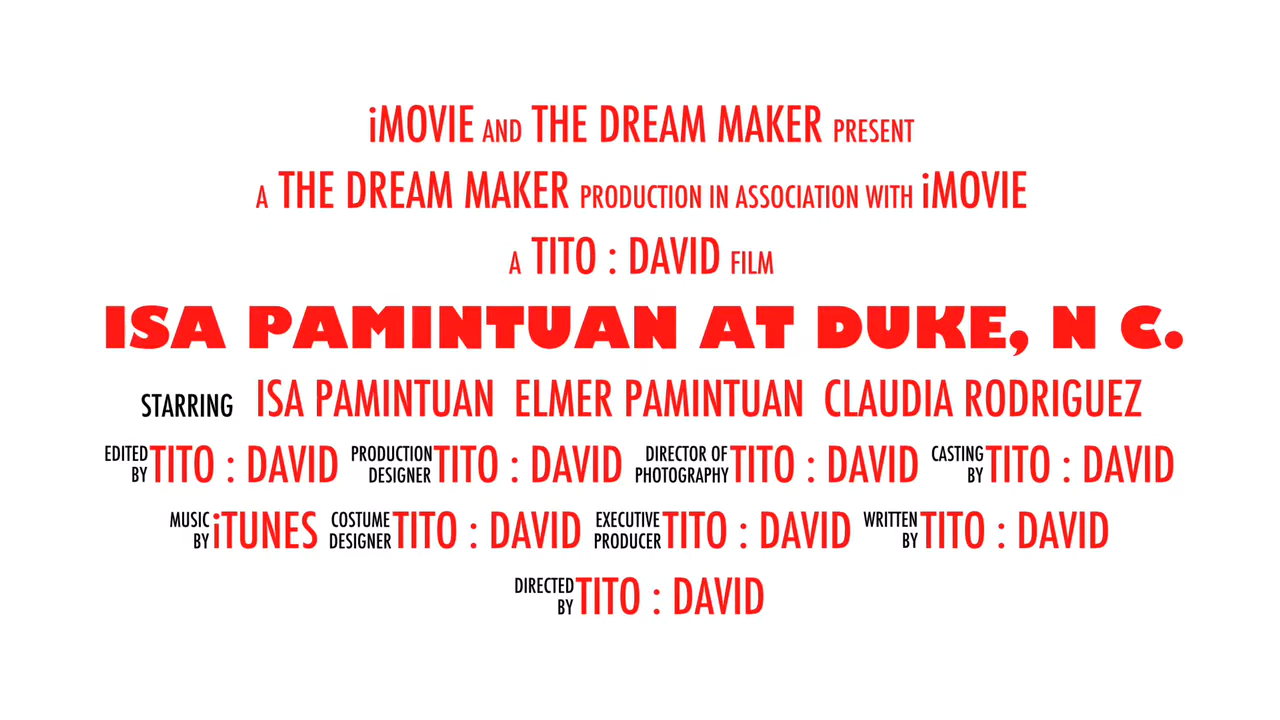 iMOVIE AND THE DREAM MAKER PRESENT
A THE DREAM MAKER PRODUCTION IN ASSOCIATION WITH iMOVIE
A TITO : DAVID FILM
ISA PAMINTUAN AT DUKE, N C.
STARRING ISA PAMINTUAN ELMER PAMINTUAN CLAUDIA RODRIGUEZ
EDITED BY TITO : DAVID PRODUCTION DESIGNER TITO : DAVID DIRECTOR OF PHOTOGRAPHY TITO : DAVID CASTING BY TITO : DAVID
MUSIC BY iTUNES COSTUME DESIGNER TITO : DAVID EXECUTIVE PRODUCER TITO : DAVID WRITTEN BY TITO : DAVID
DIRECTED BY TITO : DAVID